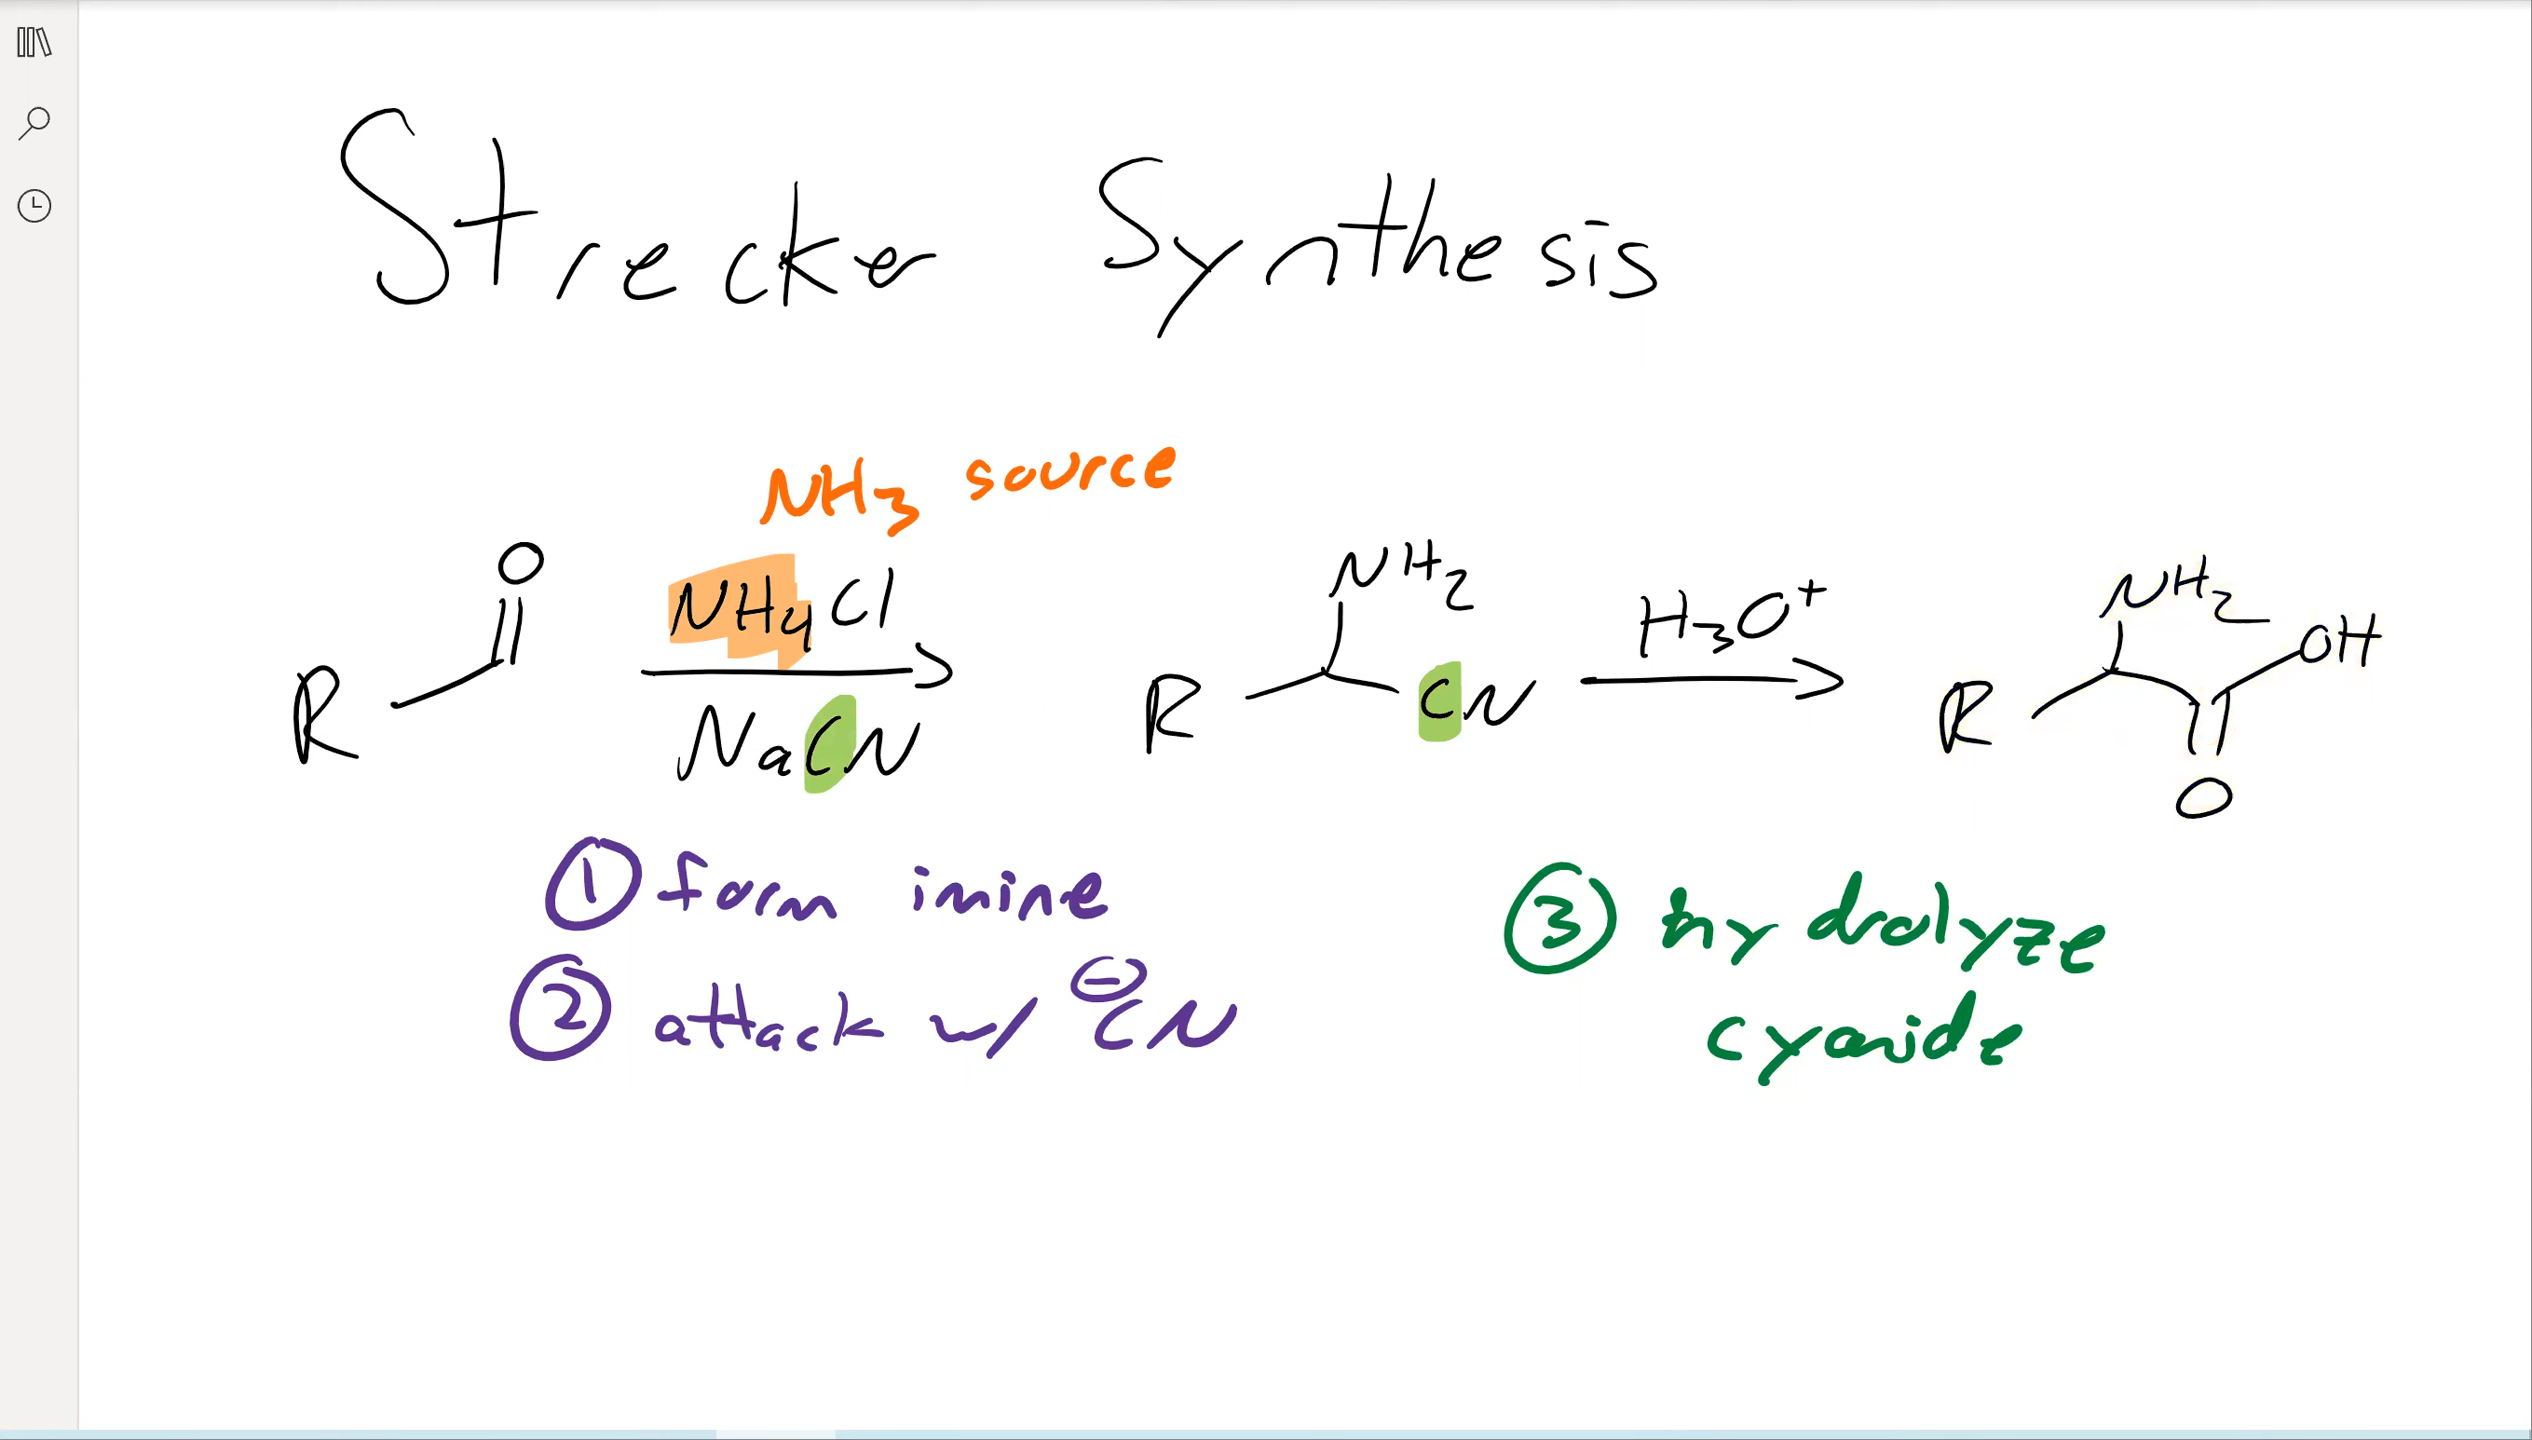 Strecker Synthesis
NH3 source
O
NH4Cl
R
NaCN
NH2
R
CN
H3O+
NH2
OH
R
O
① form imine
② attack w/ ⊖CN
③ hydrolyze
cyanide